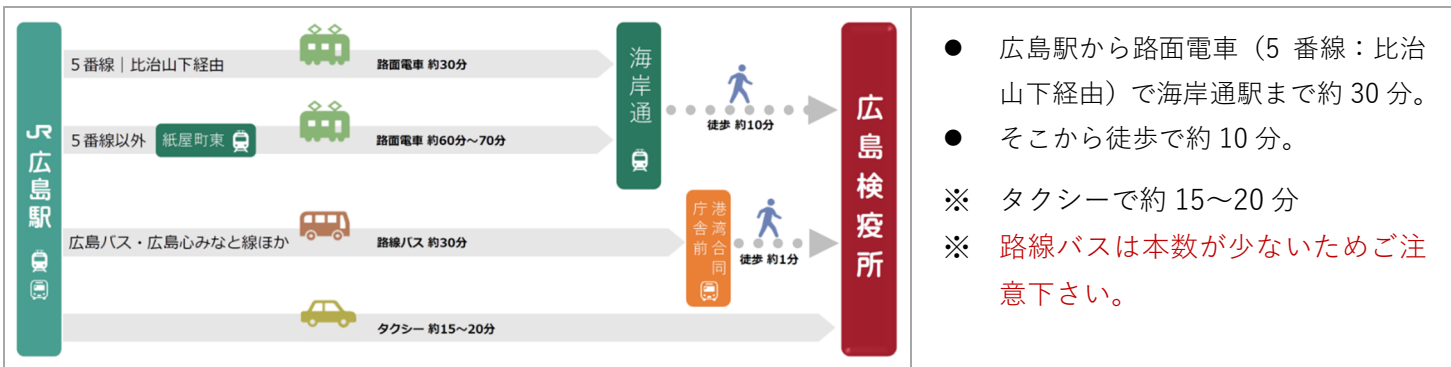 JR広島駅
5番線｜比治山下経由
路面電車 約30分
5番線以外
紙屋町東
路面電車 約60分～70分
海岸通
徒歩 約10分
広島バス・広島心みなと線ほか
路線バス 約30分
港湾合同
庁舎前
徒歩 約1分
タクシー 約15～20分
広島検疫所
● 広島駅から路面電車（5 番線：比治
山下経由）で海岸通駅まで約 30 分。
● そこから徒歩で約 10 分。
※ タクシーで約 15～20 分
※ 路線バスは本数が少ないためご注
意下さい。